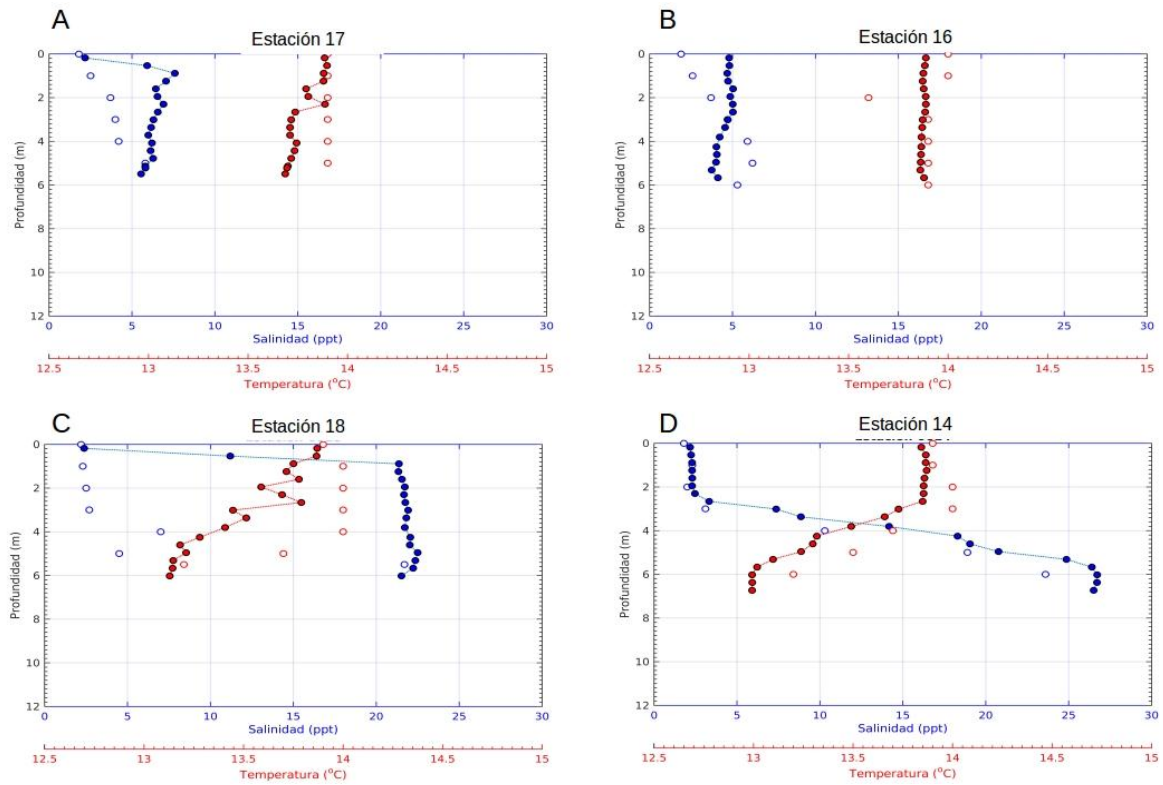 A
Estación 17
0
2
4
6
8
10
12
Profundidad (m)
0 5 10 15 20 25 30
Salinidad (ppt)
12.5 13 13.5 14 14.5 15
Temperatura (°C)
B
Estación 16
0
2
4
6
8
10
12
Profundidad (m)
0 5 10 15 20 25 30
Salinidad (ppt)
12.5 13 13.5 14 14.5 15
Temperatura (°C)
C
Estación 18
0
2
4
6
8
10
12
Profundidad (m)
0 5 10 15 20 25 30
Salinidad (ppt)
12.5 13 13.5 14 14.5 15
Temperatura (°C)
D
Estación 14
0
2
4
6
8
10
12
Profundidad (m)
0 5 10 15 20 25 30
Salinidad (ppt)
12.5 13 13.5 14 14.5 15
Temperatura (°C)